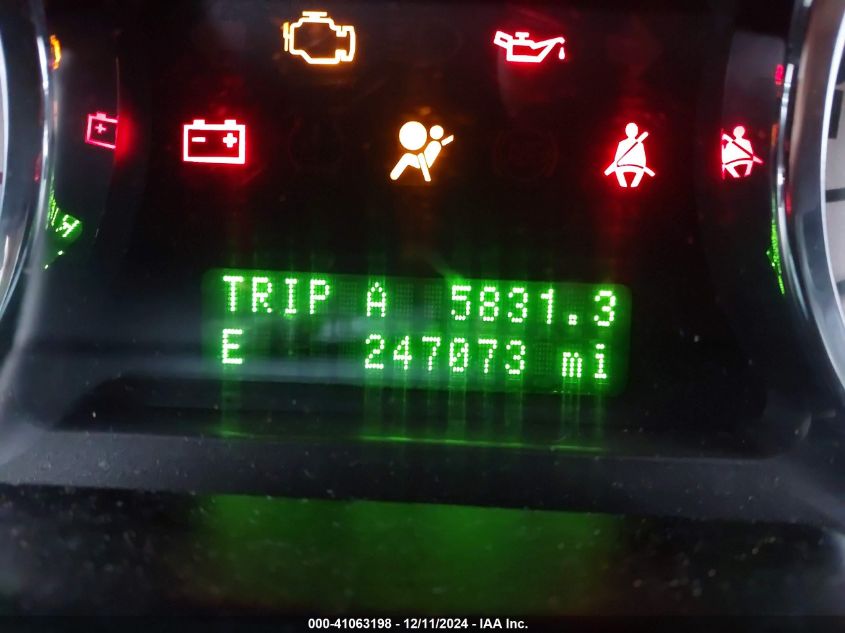 TRIP A 5831.3
E 247073 mi
000-41063198 - 12/11/2024 - IAA Inc.